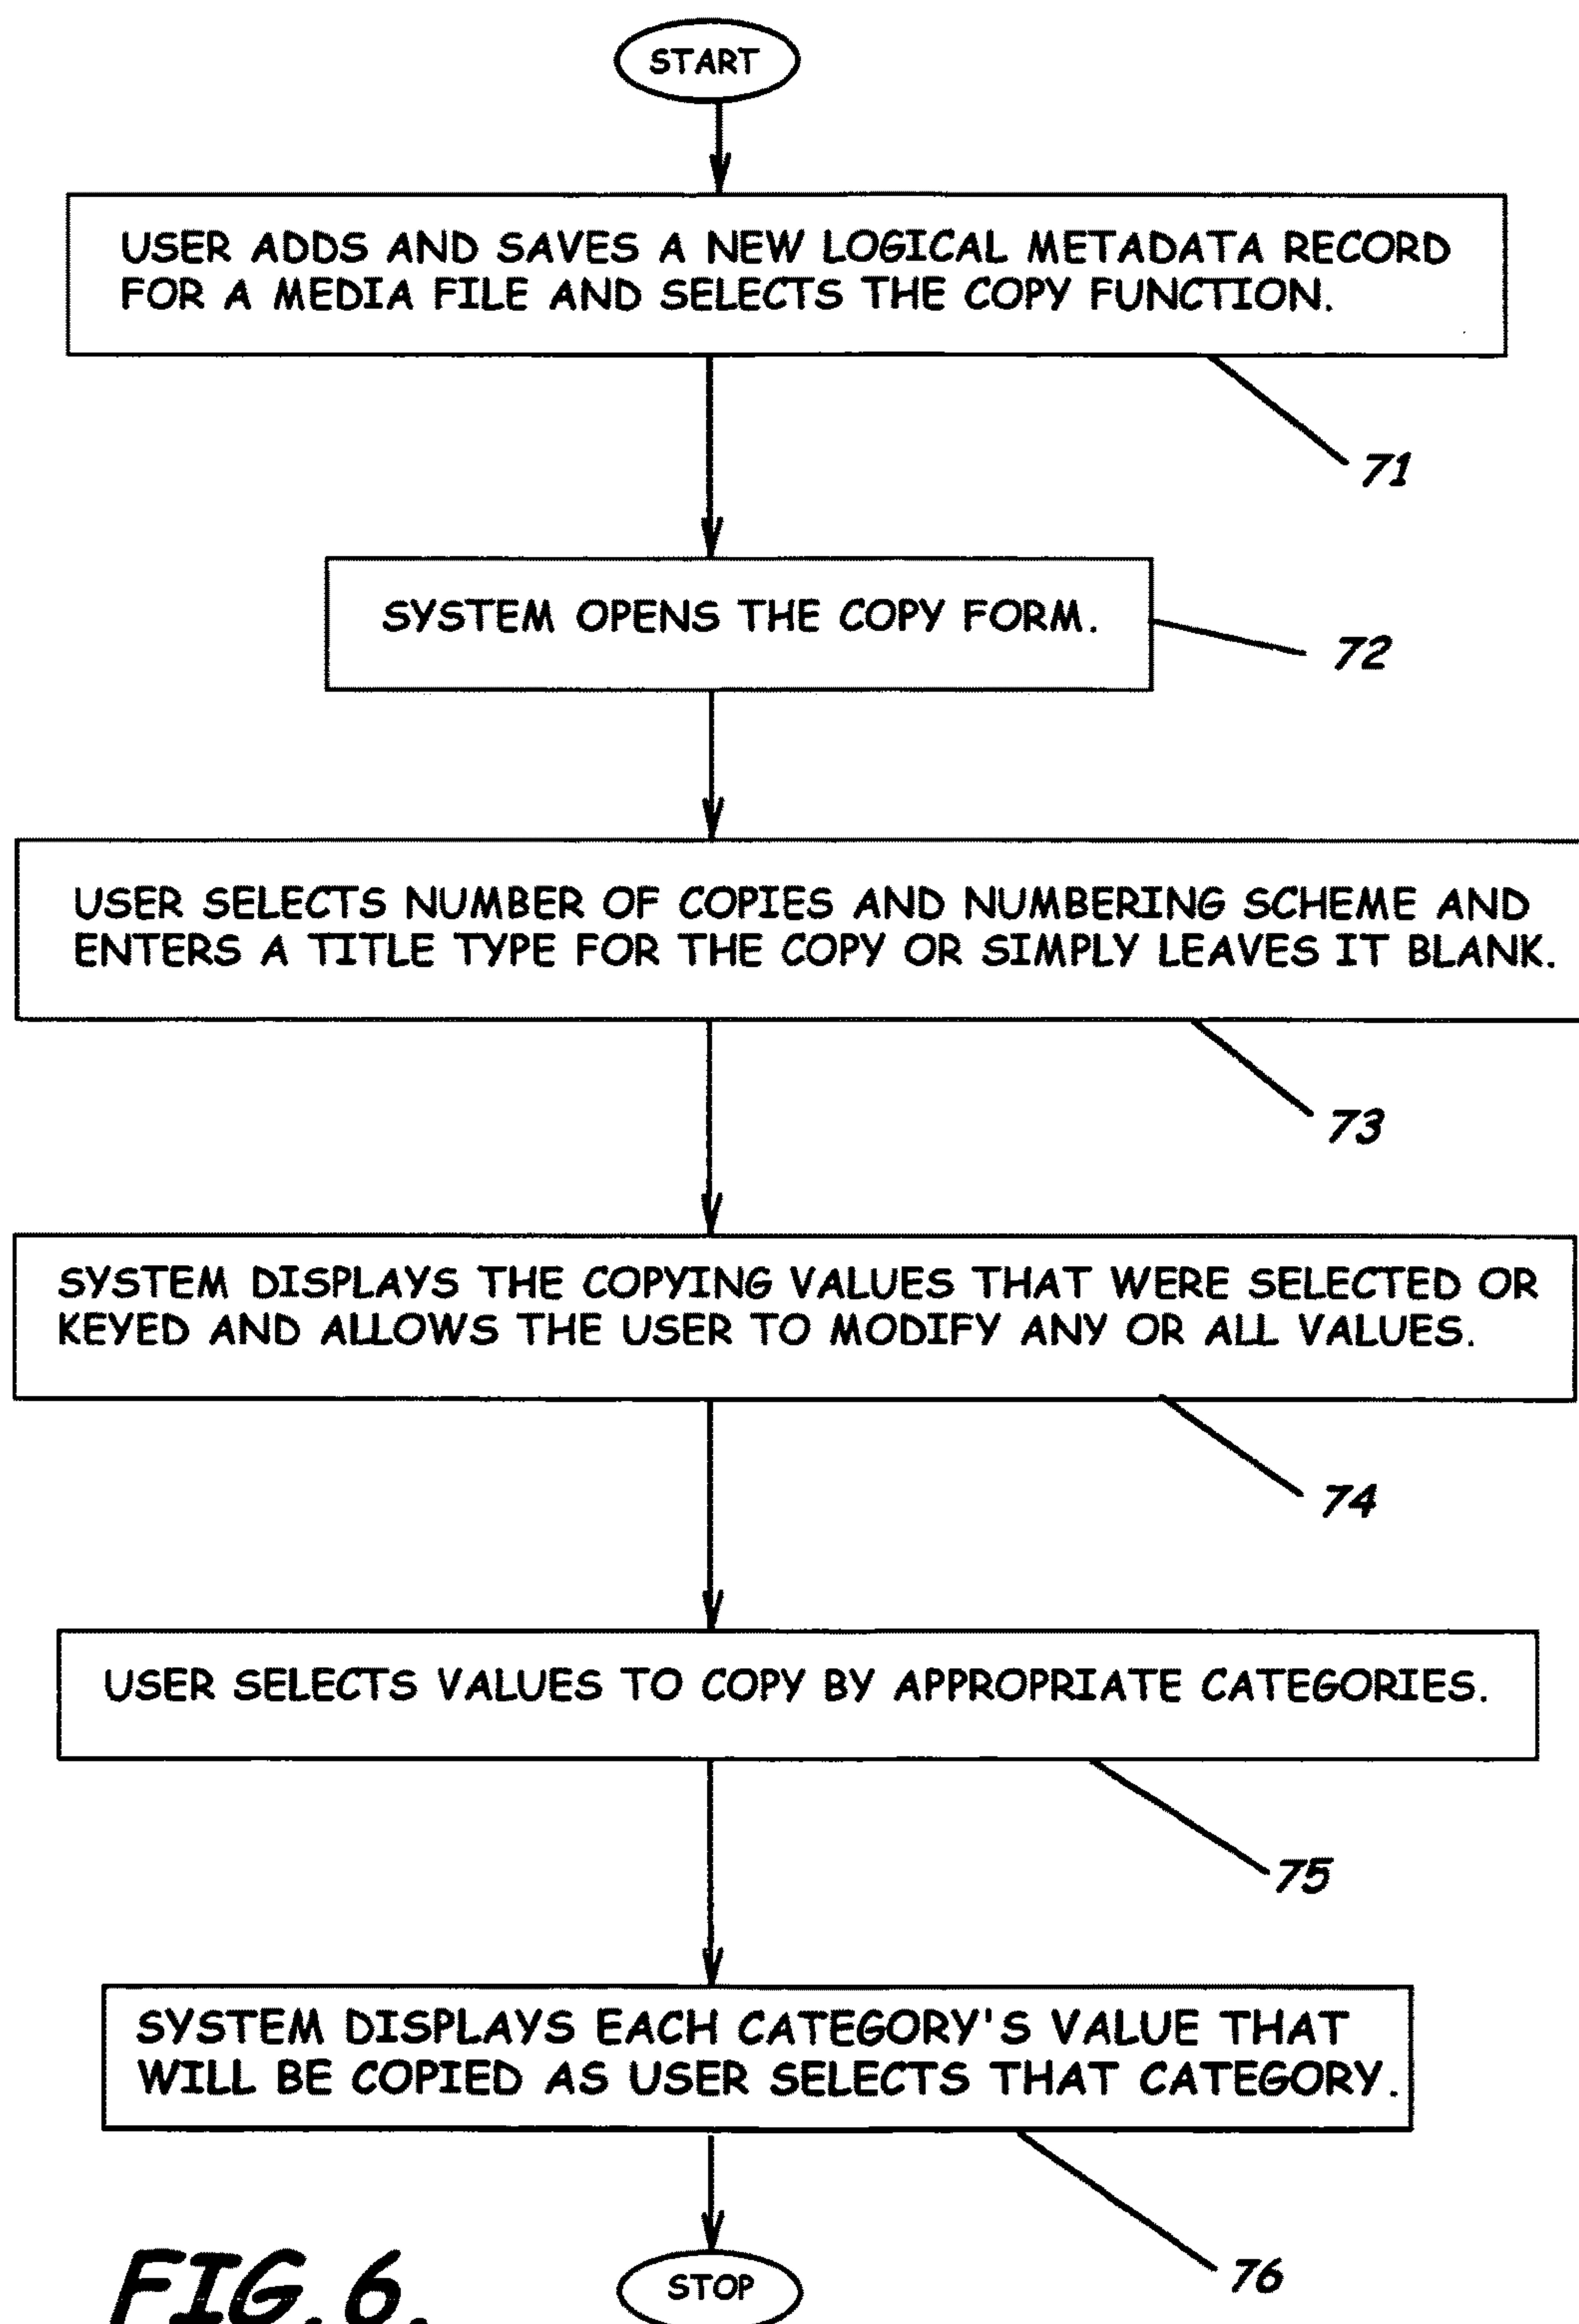 START
USER ADDS AND SAVES A NEW LOGICAL METADATA RECORD
FOR A MEDIA FILE AND SELECTS THE COPY FUNCTION.
71
SYSTEM OPENS THE COPY FORM.
72
USER SELECTS NUMBER OF COPIES AND NUMBERING SCHEME AND
ENTERS A TITLE TYPE FOR THE COPY OR SIMPLY LEAVES IT BLANK.
73
SYSTEM DISPLAYS THE COPYING VALUES THAT WERE SELECTED OR
KEYED AND ALLOWS THE USER TO MODIFY ANY OR ALL VALUES.
74
USER SELECTS VALUES TO COPY BY APPROPRIATE CATEGORIES.
75
SYSTEM DISPLAYS EACH CATEGORY'S VALUE THAT
WILL BE COPIED AS USER SELECTS THAT CATEGORY.
76
STOP
FIG. 6.